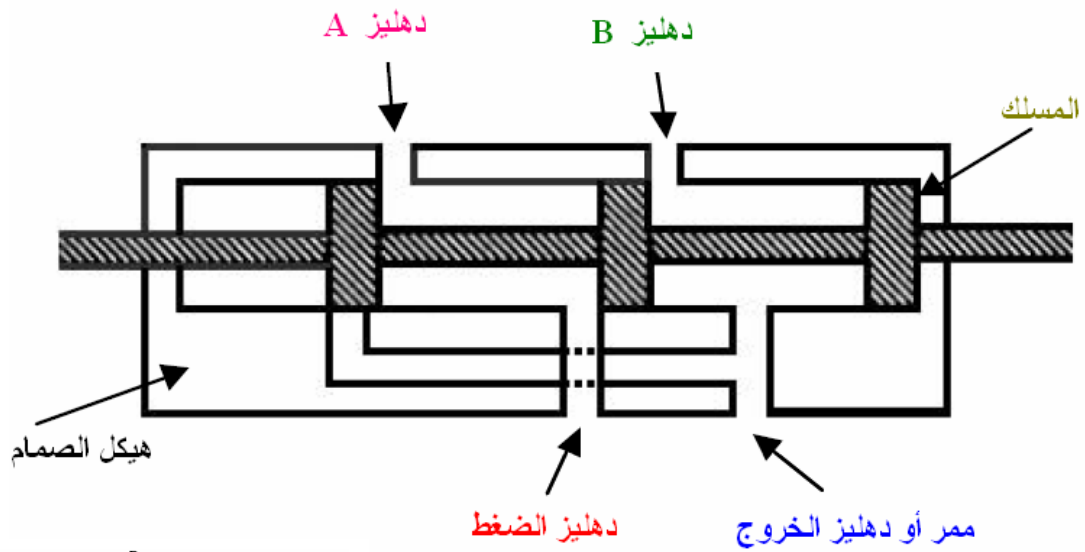 دهليز A
دهليز B
المسلك
هيكل الصمام
دهليز الضغط
ممر أو دهليز الخروج